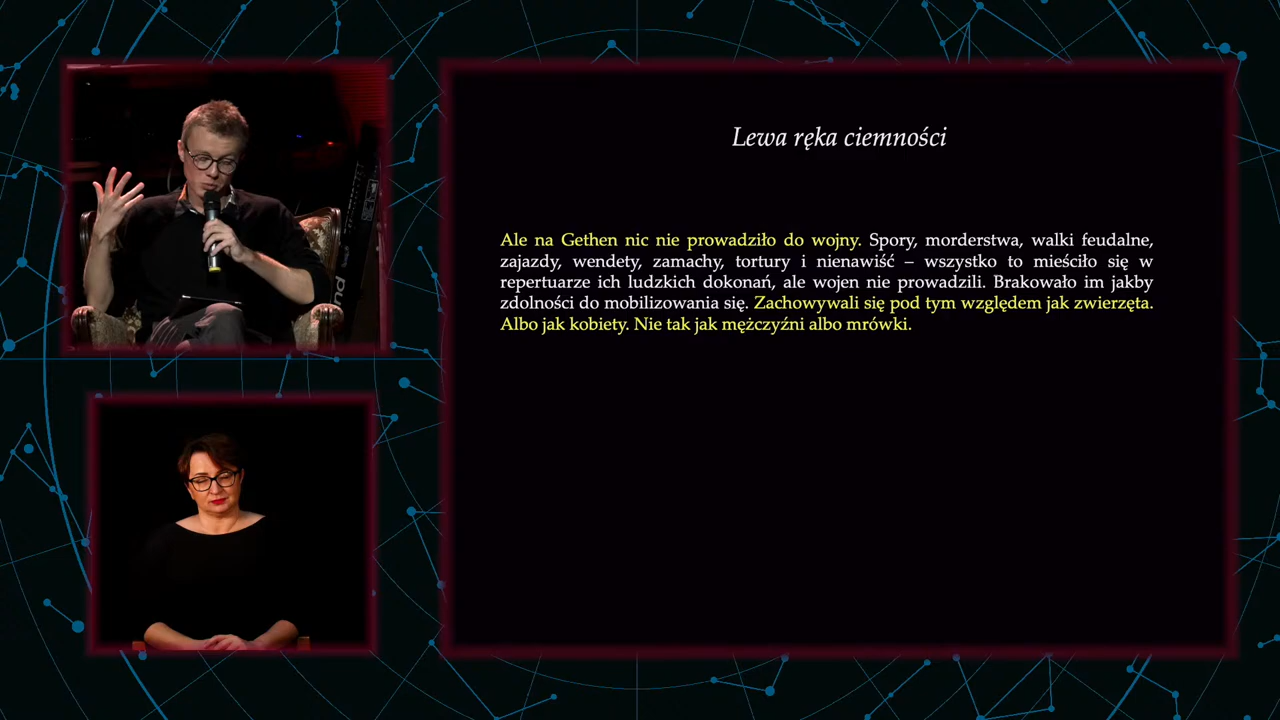 Lewa ręka ciemności
Ale na Gethen nic nie prowadziło do wojny. Spory, morderstwa, walki feudalne,
zajazdy, wendety, zamachy, tortury i nienawiść – wszystko to mieściło się w
repertuarze ich ludzkich dokonań, ale wojen nie prowadzili. Brakowało im jakby
zdolności do mobilizowania się. Zachowywali się pod tym względem jak zwierzęta.
Albo jak kobiety. Nie tak jak mężczyźni albo mrówki.